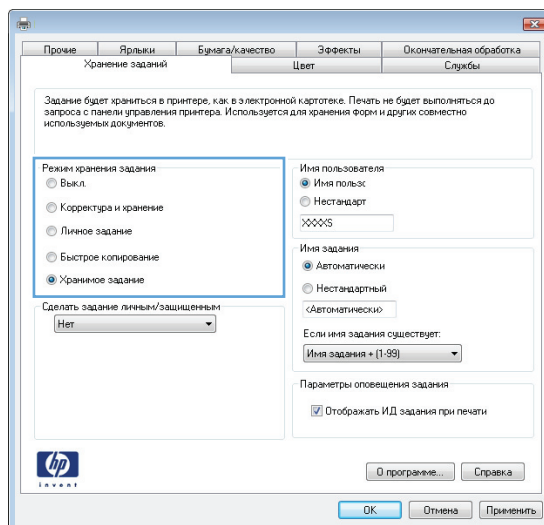 Прочие
Ярлыки
Бумага/качество
Эффекты
Окончательная обработка
Хранение заданий
Цвет
Службы
Задание будет храниться в принтере, как в электронной картотеке. Печать не будет выполняться до
запроса с панели управления принтера. Используется для хранения форм и других совместно
используемых документов.
Режим хранения задания
Выкл.
Корректура и хранение
Личное задание
Быстрое копирование
Хранимое задание
Сделать задание личным/защищенным
Нет
Имя пользователя
Имя пользс
Нестандарт
XXXXS
Имя задания
Автоматически
Нестандартный
<Автоматически>
Если имя задания существует:
Имя задания + (1-99)
Параметры оповещения задания
Отображать ИД задания при печати
hp
invent
О программе...
Справка
OK
Отмена
Применить